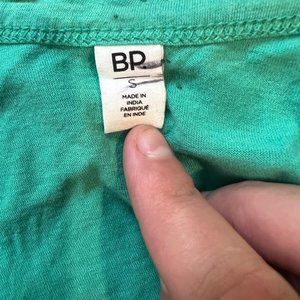 BP.
S
MADE IN
INDIA
FABRIQUÉ
EN INDE